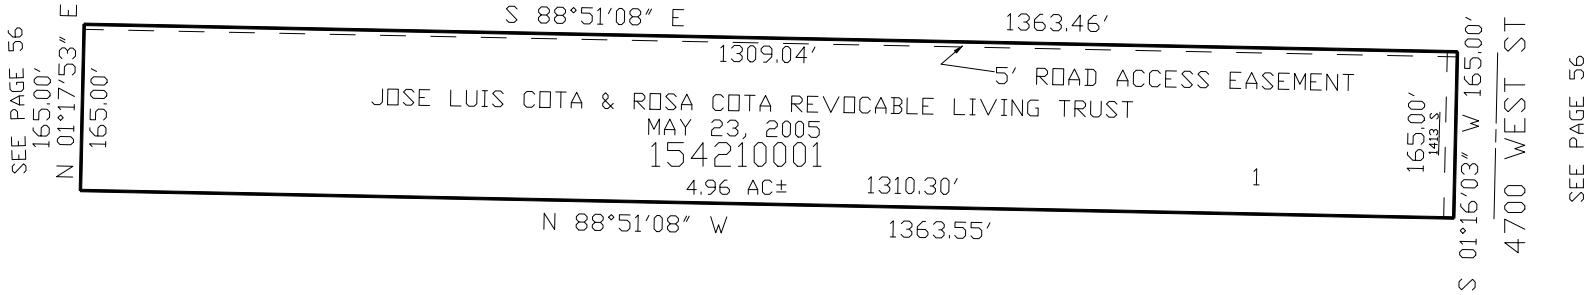 S 88°51'08" E
1363.46'
1309.04'
5' ROAD ACCESS EASEMENT
SEE PAGE 56
165.00'
N 01°17'53" E
165.00'
JOSE LUIS COTA & ROSA COTA REVOCABLE LIVING TRUST
MAY 23, 2005
154210001
4.96 AC±
1310.30'
1
165.00'
1413 S
S 01°16'03" W 165.00'
4700 WEST ST
SEE PAGE 56
N 88°51'08" W
1363.55'